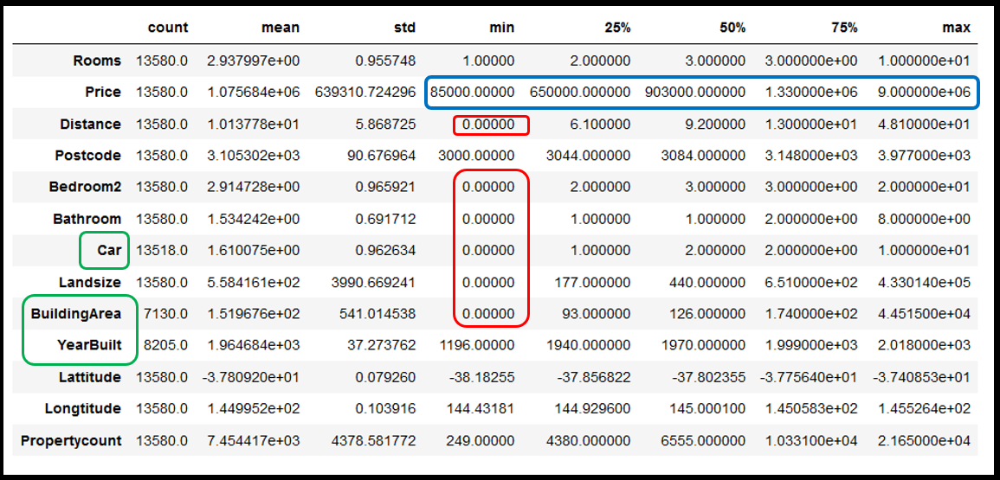 count mean std min 25% 50% 75% max
Rooms 13580.0 2.937997e+00 0.955748 1.00000 2.000000 3.000000 3.000000e+00 1.000000e+01
Price 13580.0 1.075684e+06 639310.724296 85000.00000 650000.000000 903000.000000 1.330000e+06 9.000000e+06
Distance 13580.0 1.013778e+01 5.868725 0.00000 6.100000 9.200000 1.300000e+01 4.810000e+01
Postcode 13580.0 3.105302e+03 90.676964 3000.00000 3044.000000 3084.000000 3.148000e+03 3.977000e+03
Bedroom2 13580.0 2.914728e+00 0.965921 0.00000 2.000000 3.000000 3.000000e+00 2.000000e+01
Bathroom 13580.0 1.534242e+00 0.691712 0.00000 1.000000 1.000000 2.000000e+00 8.000000e+00
Car 13518.0 1.610075e+00 0.962634 0.00000 1.000000 2.000000 2.000000e+00 1.000000e+01
Landsize 13580.0 5.584161e+02 3990.669241 0.00000 177.000000 440.000000 6.510000e+02 4.330140e+05
BuildingArea 7130.0 1.519676e+02 541.014538 0.00000 93.000000 126.000000 1.740000e+02 4.451500e+04
YearBuilt 8205.0 1.964684e+03 37.273762 1196.00000 1940.000000 1970.000000 1.999000e+03 2.018000e+03
Lattitude 13580.0 -3.780920e+01 0.079260 -38.18255 -37.856822 -37.802355 -3.775640e+01 -3.740853e+01
Longtitude 13580.0 1.449952e+02 0.103916 144.43181 144.929600 145.000100 1.450583e+02 1.455264e+02
Propertycount 13580.0 7.454417e+03 4378.581772 249.00000 4380.000000 6555.000000 1.033100e+04 2.165000e+04